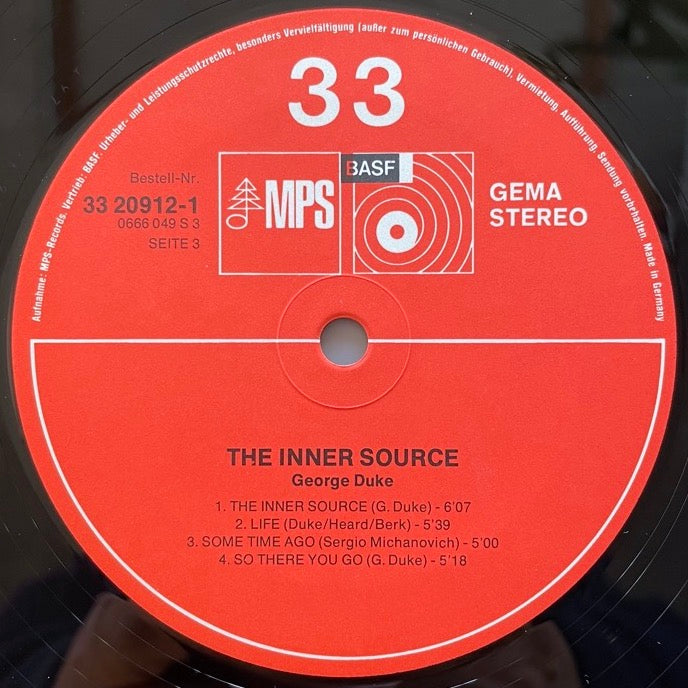 Aufnahme: MPS-Records. Vertrieb: BASF. Urheber- und Leistungsschutzrechte, besonders Vervielfältigung (außer zum persönlichen Gebrauch), Vermietung, Aufführung, Sendung vorbehalten. Made in Germany
33
Bestell-Nr.
33 20912-1
0666 049 S 3
SEITE 3
MPS
BASF
GEMA
STEREO
THE INNER SOURCE
George Duke
1. THE INNER SOURCE (G. Duke) - 6'07
2. LIFE (Duke/Heard/Berk) - 5'39
3. SOME TIME AGO (Sergio Michanovich) - 5'00
4. SO THERE YOU GO (G. Duke) - 5'18